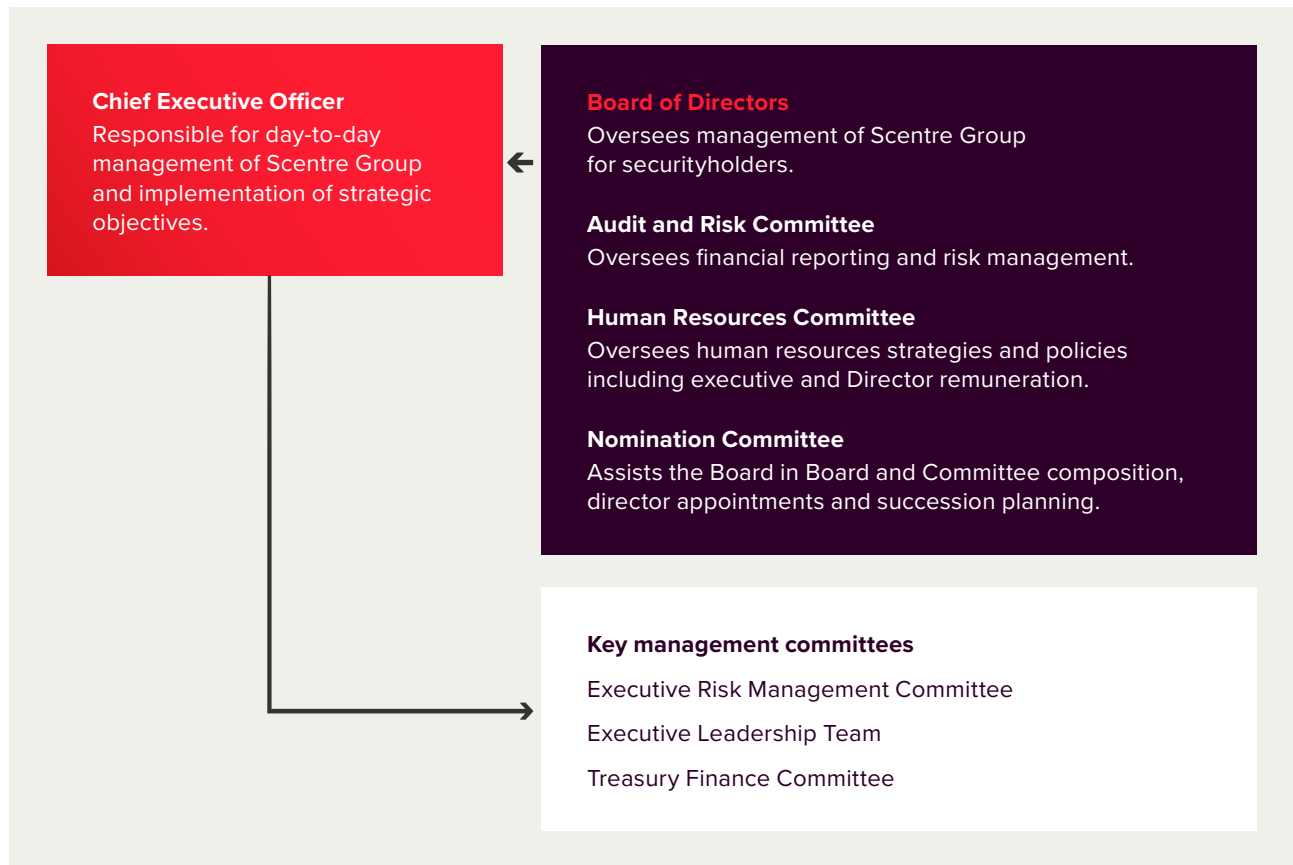 Chief Executive Officer
Responsible for day-to-day
management of Scentre Group
and implementation of strategic
objectives.
Board of Directors
Oversees management of Scentre Group
for securityholders.
Audit and Risk Committee
Oversees financial reporting and risk management.
Human Resources Committee
Oversees human resources strategies and policies
including executive and Director remuneration.
Nomination Committee
Assists the Board in Board and Committee composition,
director appointments and succession planning.
Key management committees
Executive Risk Management Committee
Executive Leadership Team
Treasury Finance Committee